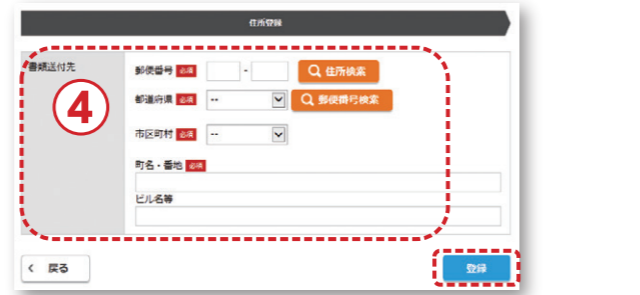 住所登録
書類送付先
郵便番号 必須 - 住所検索
④
都道府県 必須 -- 郵便番号検索
市区町村 必須 --
町名・番地 必須
ビル名等
< 戻る
登録